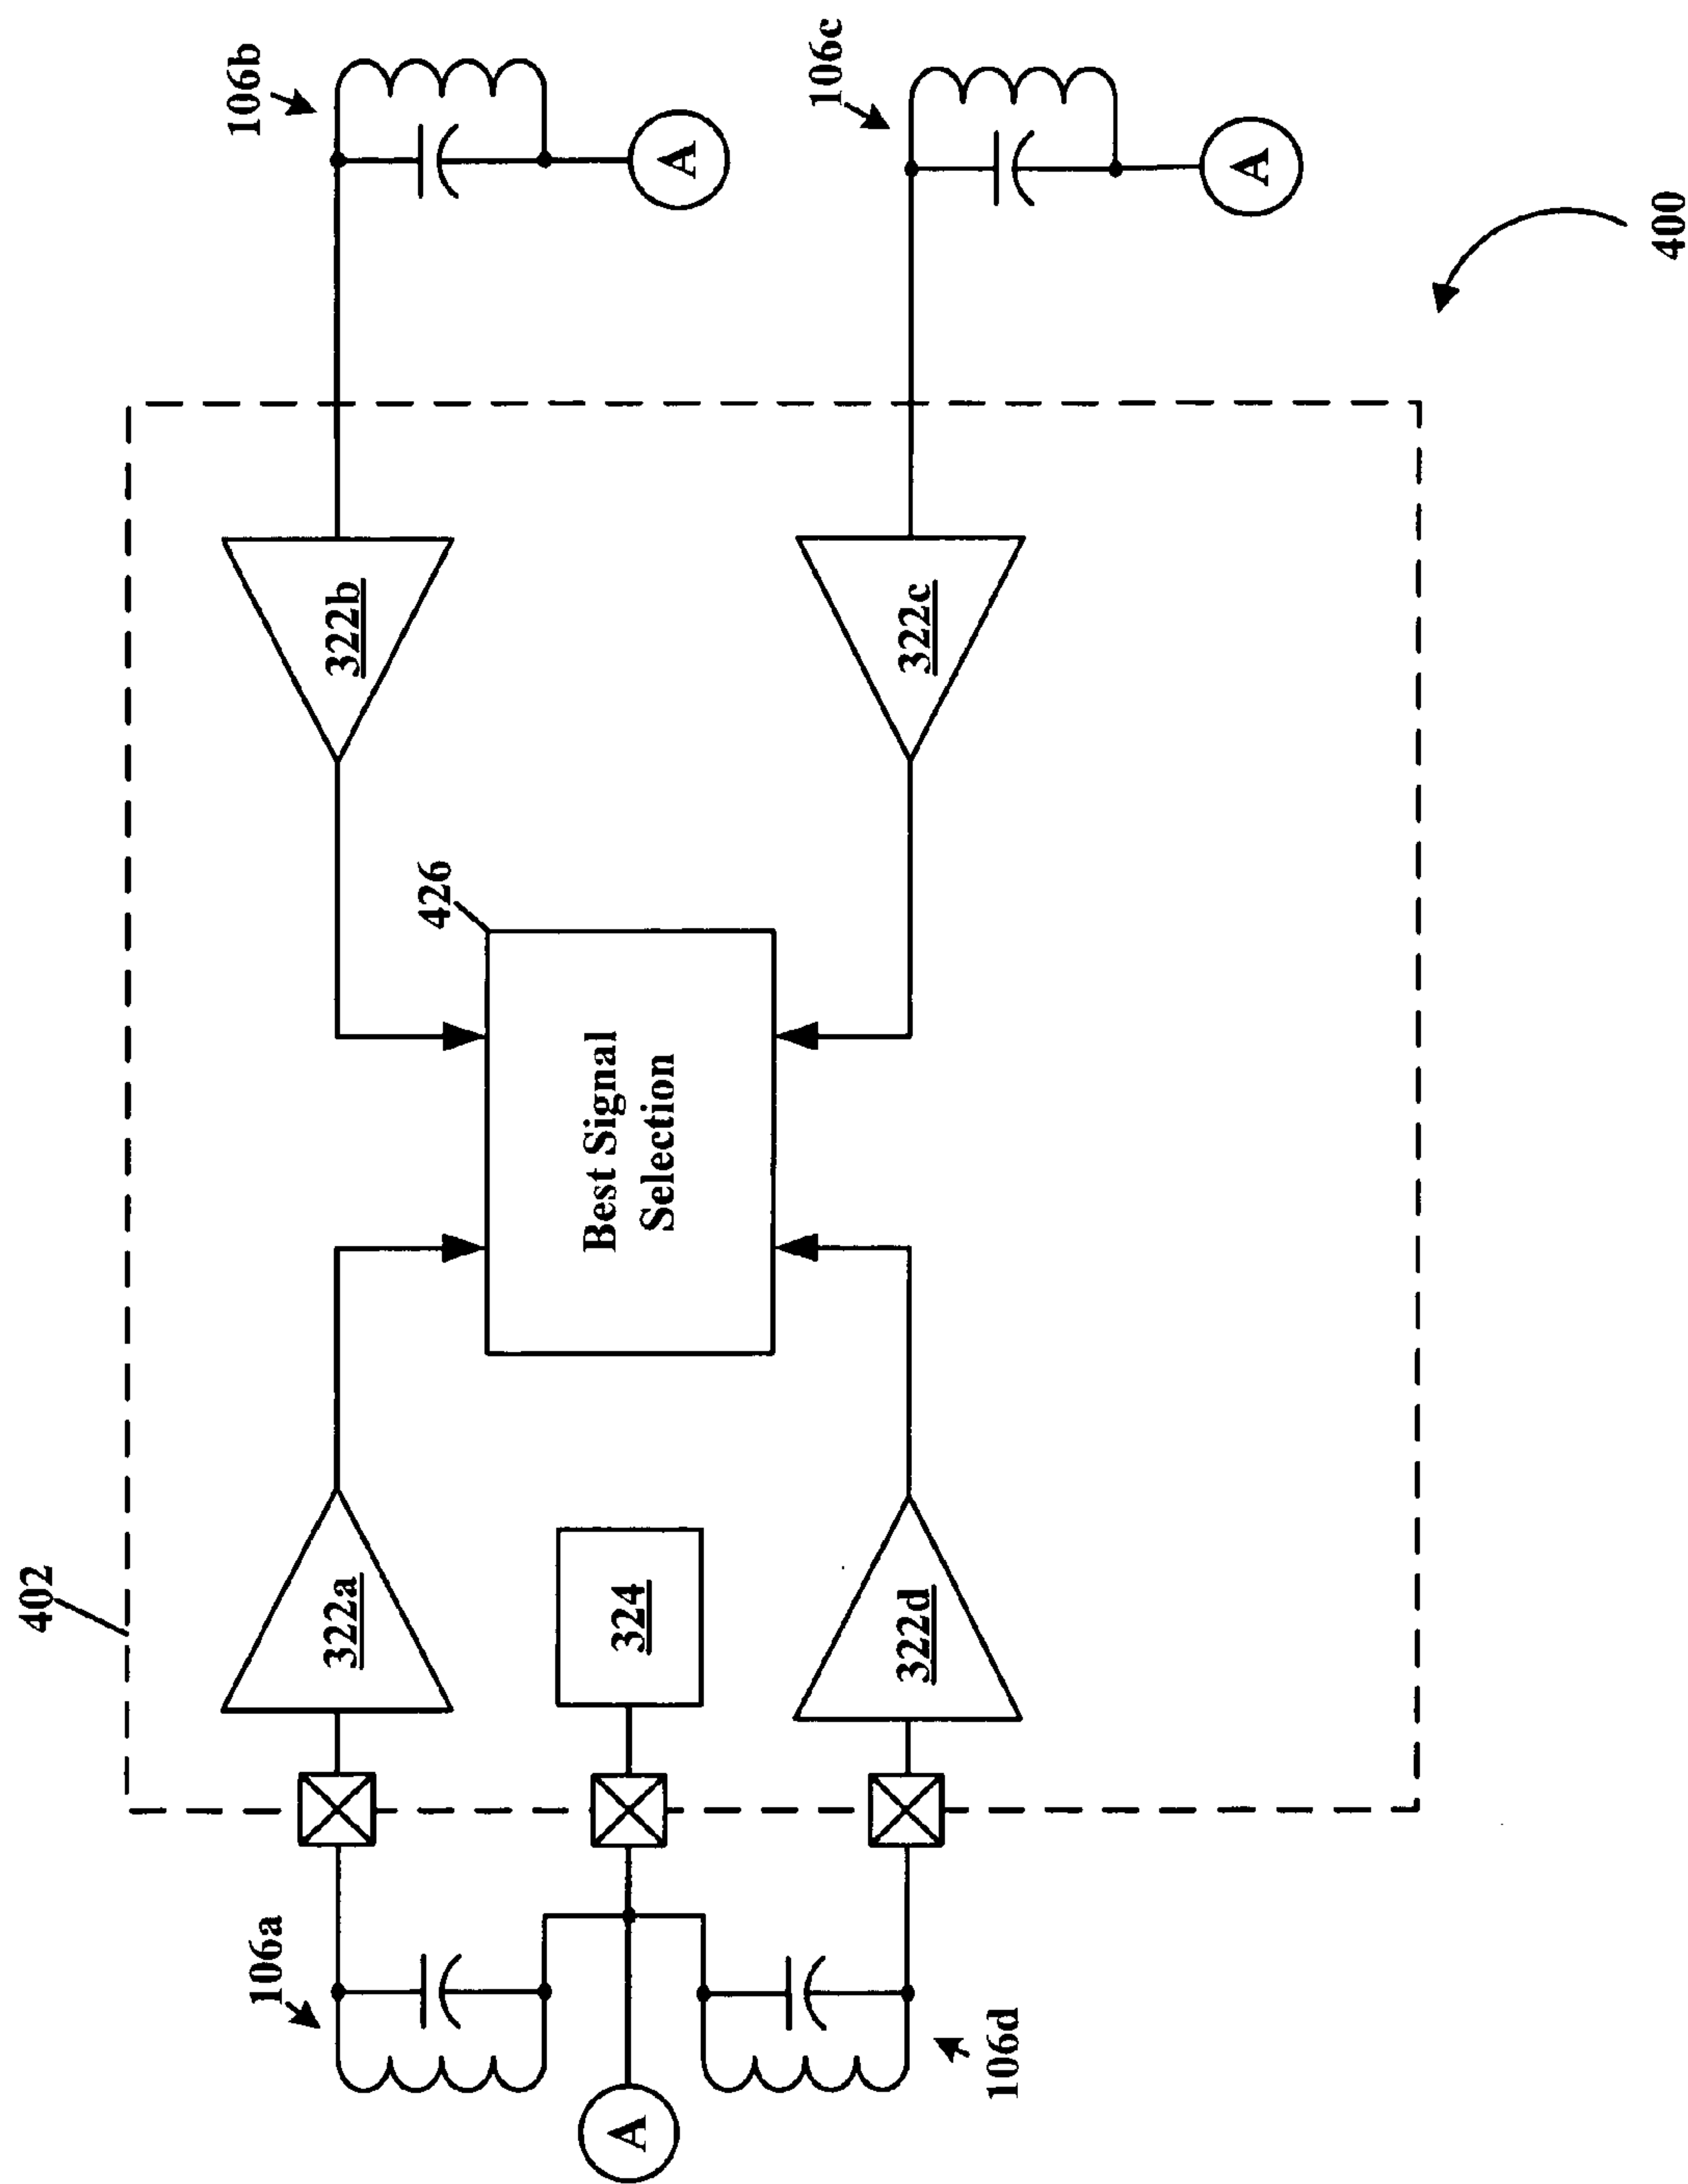 402
106a
322a
322b
106b
A
324
426
Best Signal
Selection
A
106d
322d
322c
106c
A
400